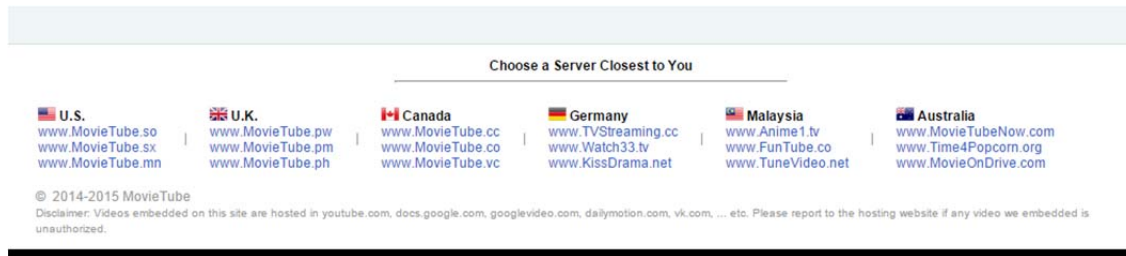 Choose a Server Closest to You
U.S. U.K. Canada Germany Malaysia Australia
www.MovieTube.so | www.MovieTube.pw | www.MovieTube.cc | www.TVStreaming.cc | www.Anime1.tv | www.MovieTubeNow.com
www.MovieTube.sx www.MovieTube.pm www.MovieTube.co www.Watch33.tv www.FunTube.co www.Time4Popcorn.org
www.MovieTube.mn www.MovieTube.ph www.MovieTube.vc www.KissDrama.net www.TuneVideo.net www.MovieOnDrive.com
© 2014-2015 MovieTube
Disclaimer: Videos embedded on this site are hosted in youtube.com, docs.google.com, googlevideo.com, dailymotion.com, vk.com, ... etc. Please report to the hosting website if any video we embedded is
unauthorized.